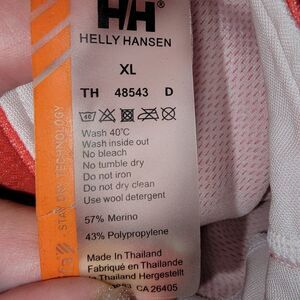 HH®
HELLY HANSEN
XL
TH 48543 D
40
Wash 40°C
Wash inside out
No bleach
No tumble dry
Do not iron
Do not dry clean
Use wool detergent
57% Merino
43% Polypropylene
Made In Thailand
Fabriqué en Thailande
In Thailand Hergestellt
CA 26405
STAY DRY TECHNOLOGY